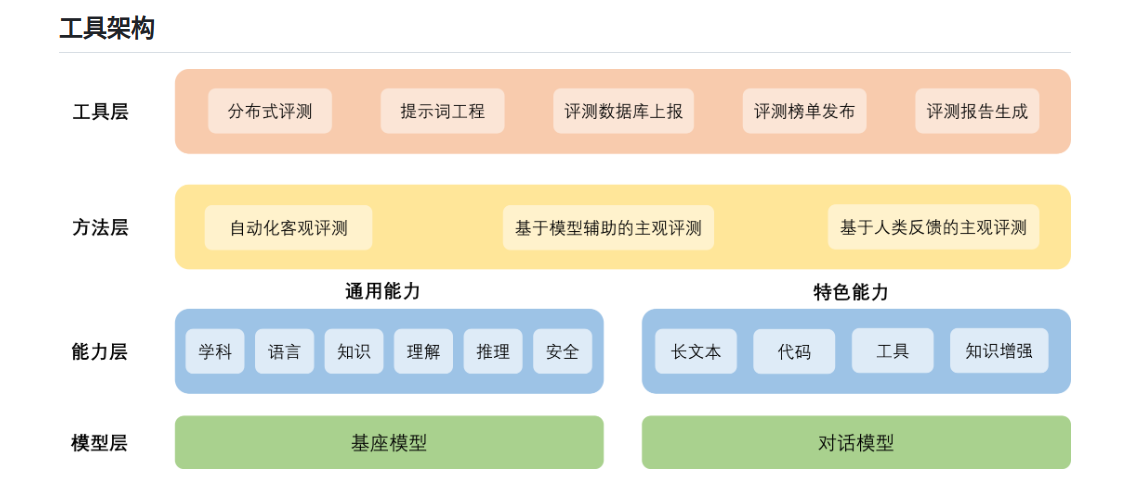 工具架构
工具层
分布式评测
提示词工程
评测数据库上报
评测榜单发布
评测报告生成
方法层
自动化客观评测
基于模型辅助的主观评测
基于人类反馈的主观评测
通用能力
特色能力
能力层
学科
语言
知识
理解
推理
安全
长文本
代码
工具
知识增强
模型层
基座模型
对话模型